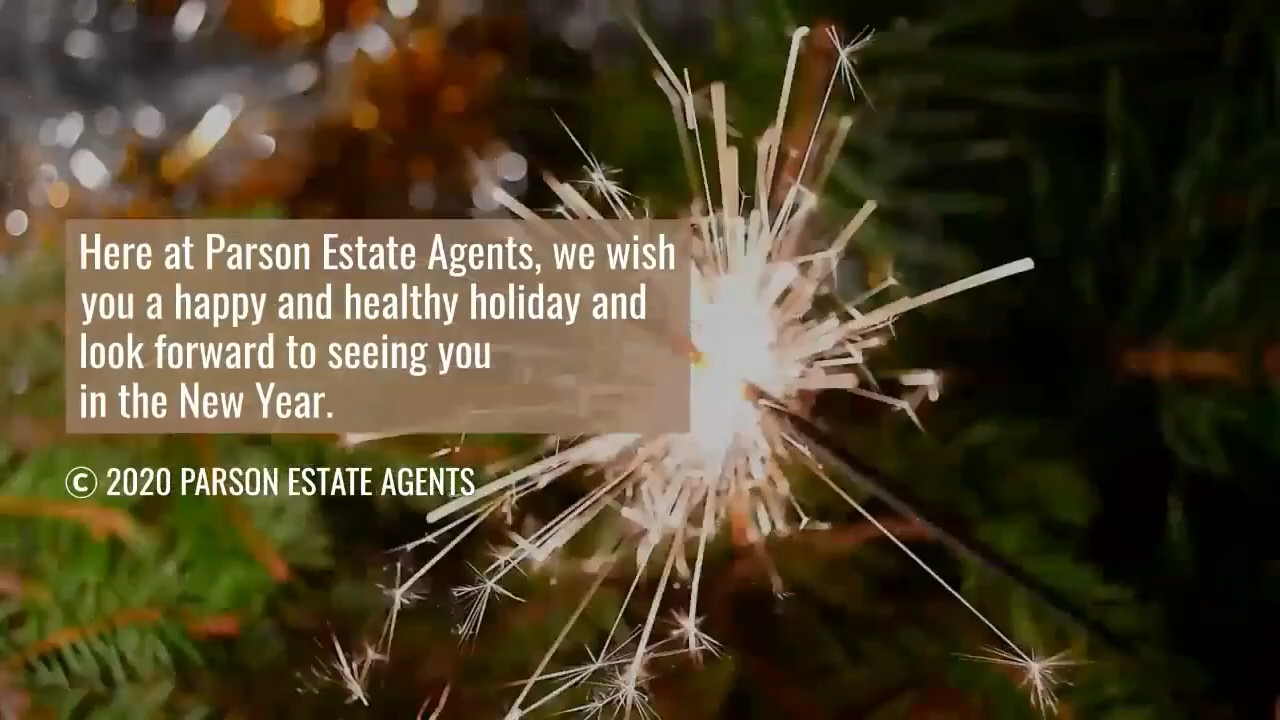 Here at Parson Estate Agents, we wish
you a happy and healthy holiday and
look forward to seeing you
in the New Year.
© 2020 PARSON ESTATE AGENTS